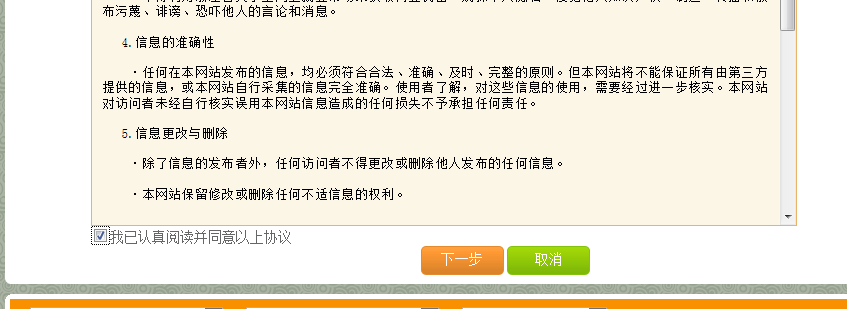 布污蔑、诽谤、恐吓他人的言论和消息。
4.信息的准确性
·任何在本网站发布的信息，均必须符合合法、准确、及时、完整的原则。但本网站将不能保证所有由第三方
提供的信息，或本网站自行采集的信息完全准确。使用者了解，对这些信息的使用，需要经过进一步核实。本网站
对访问者未经自行核实误用本网站信息造成的任何损失不予承担任何责任。
5.信息更改与删除
·除了信息的发布者外，任何访问者不得更改或删除他人发布的任何信息。
·本网站保留修改或删除任何不适信息的权利。
我已认真阅读并同意以上协议
下一步 取消